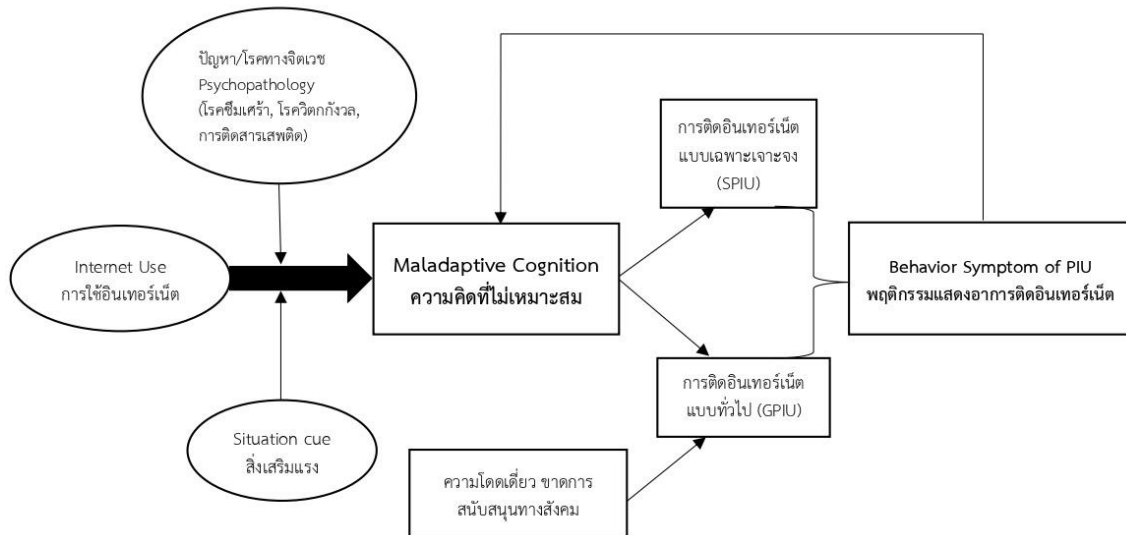 ปัญหา/โรคทางจิตเวช
Psychopathology
(โรคซึมเศร้า, โรควิตกกังวล,
การติดสารเสพติด)
การติดอินเทอร์เน็ต
แบบเฉพาะเจาะจง
(SPIU)
Internet Use
การใช้อินเทอร์เน็ต
Maladaptive Cognition
ความคิดที่ไม่เหมาะสม
Behavior Symptom of PIU
พฤติกรรมแสดงอาการติดอินเทอร์เน็ต
การติดอินเทอร์เน็ต
แบบทั่วไป (GPIU)
Situation cue
สิ่งเสริมแรง
ความโดดเดี่ยว ขาดการ
สนับสนุนทางสังคม